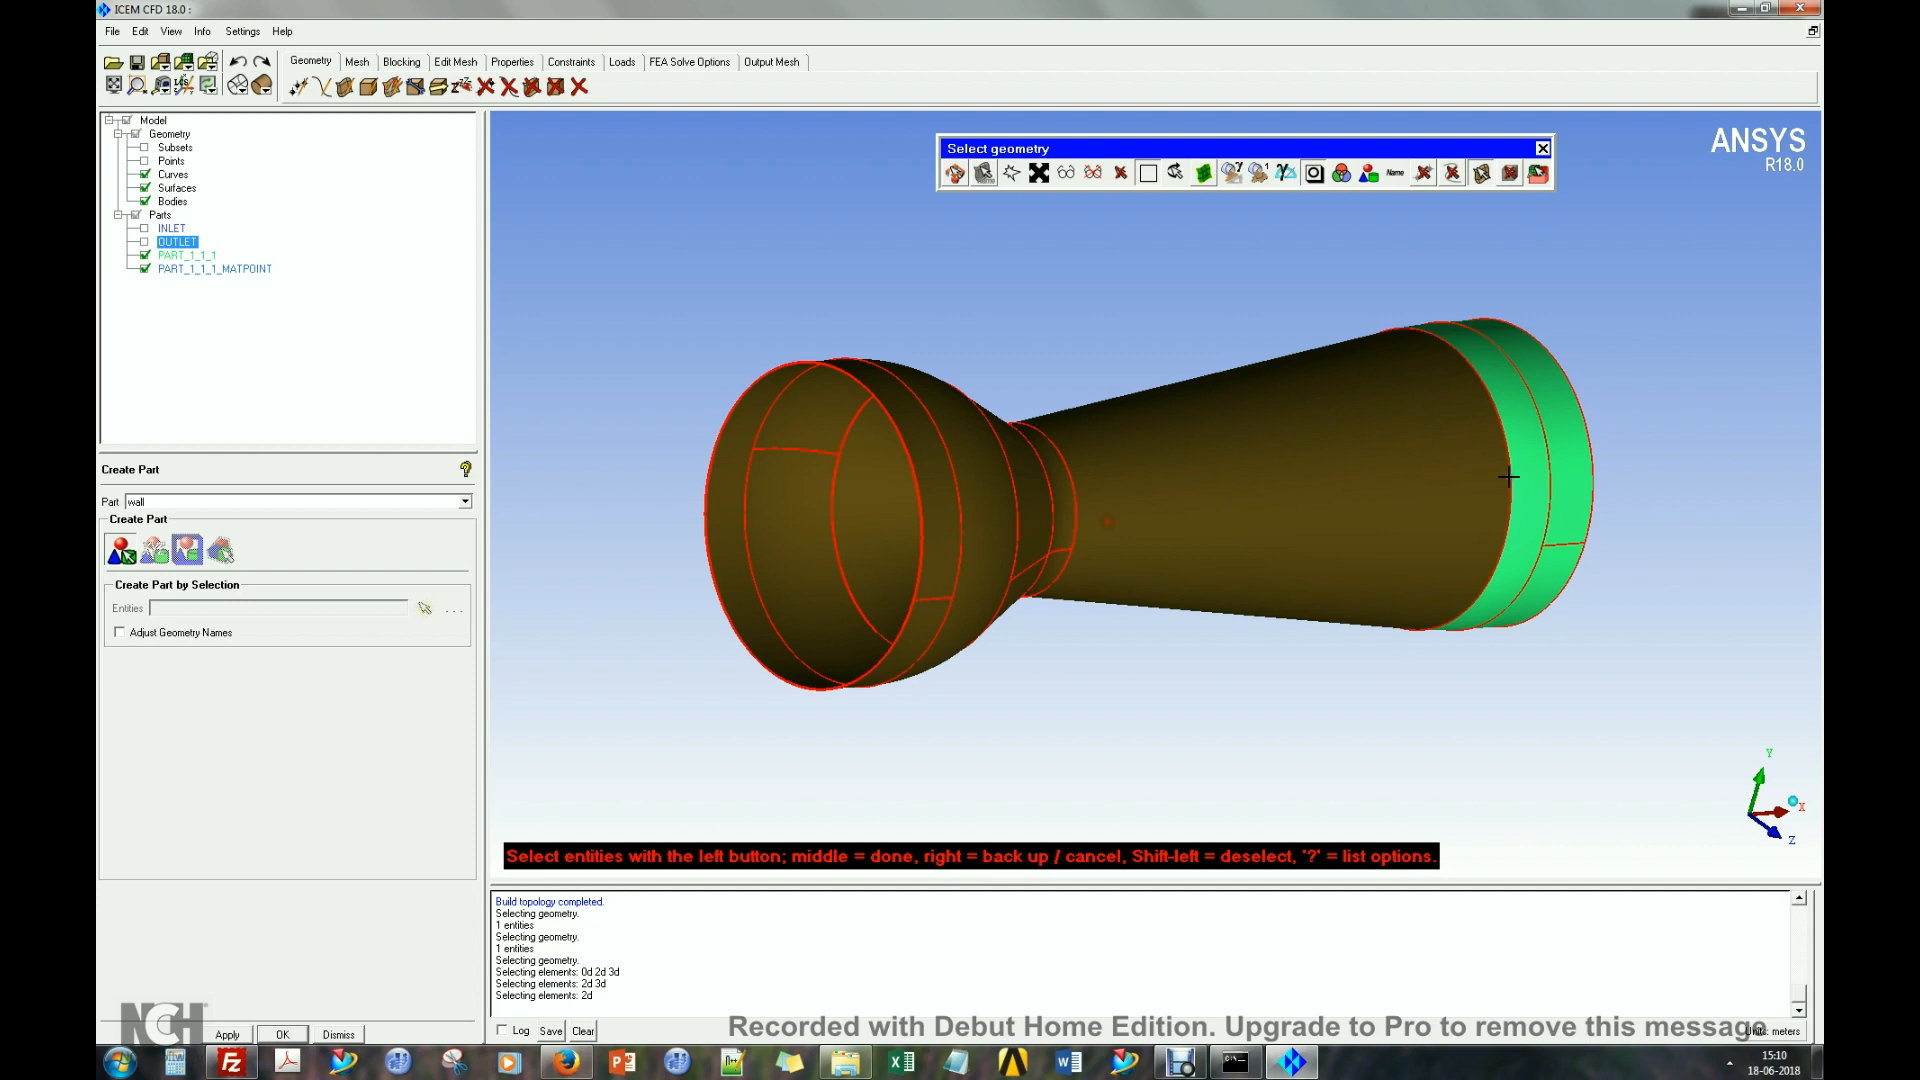 ICEM CFD 18.0 :
File Edit View Info Settings Help
Geometry Mesh Blocking Edit Mesh Properties Constraints Loads FEA Solve Options Output Mesh
Model
Geometry
Subsets
Points
Curves
Surfaces
Bodies
Parts
INLET
OUTLET
PART_1_1_1
PART_1_1_1_MATPOINT
Select geometry
Name
ANSYS
R18.0
Create Part
Part wall
Create Part
Create Part by Selection
Entities
Adjust Geometry Names
Y
X
Z
Select entities with the left button; middle = done, right = back up / cancel, Shift-left = deselect, '?' = list options.
Build topology completed.
Selecting geometry.
1 entities
Selecting geometry.
1 entities
Selecting geometry.
Selecting elements: 0d 2d 3d
Selecting elements: 2d 3d
Selecting elements: 2d
NCH
Apply OK Dismiss
Log Save Clear
Recorded with Debut Home Edition. Upgrade to Pro to remove this message
Units: meters
15:10
18-06-2018